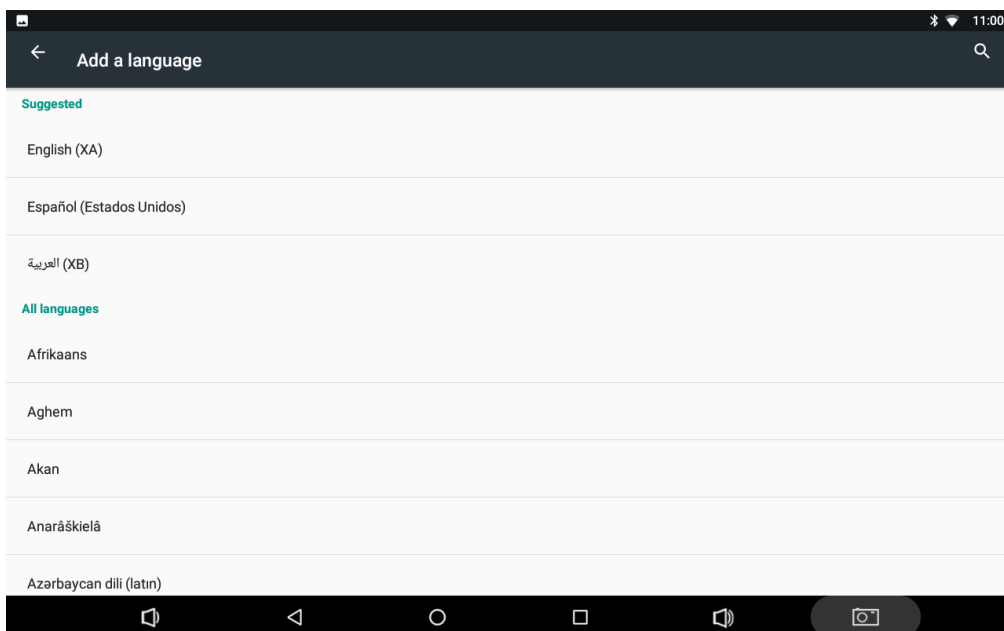 11:00
Add a language
Suggested
English (XA)
Español (Estados Unidos)
العربية (XB)
All languages
Afrikaans
Aghem
Akan
Anarâškielâ
Azərbaycan dili (latın)